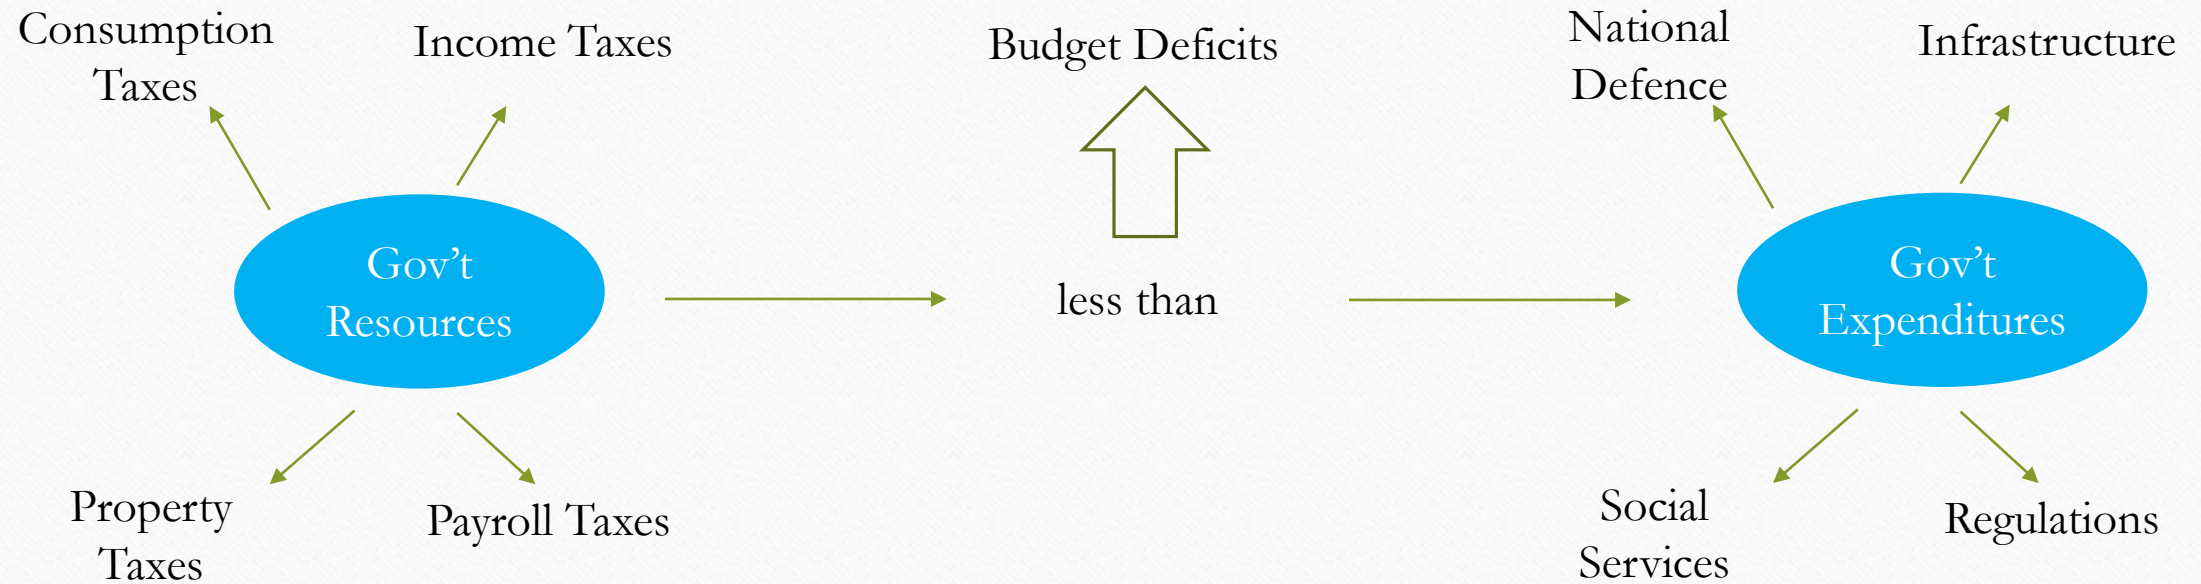 Consumption
Taxes
Income Taxes
Budget Deficits
National
Defence
Infrastructure
Gov’t
Resources
less than
Gov’t
Expenditures
Property
Taxes
Payroll Taxes
Social
Services
Regulations